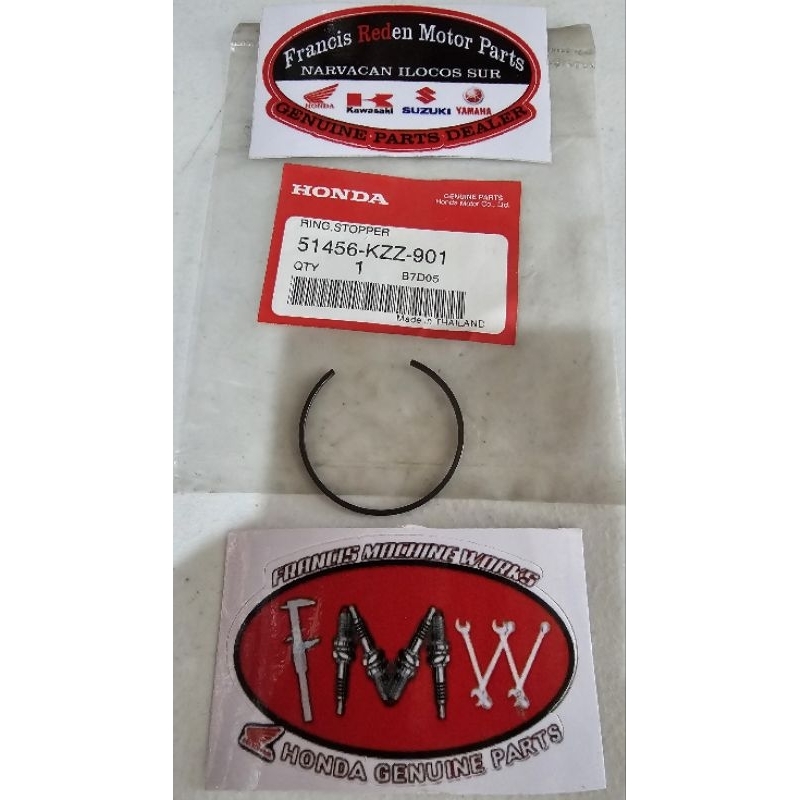 Francis Reden Motor Parts
NARVACAN ILOCOS SUR
HONDA Kawasaki SUZUKI YAMAHA
GENUINE PARTS DEALER
HONDA
GENUINE PARTS
Honda Motor Co., Ltd.
RING,STOPPER
51456-KZZ-901
QTY 1 B7D05
Made in THAILAND
FRANCIS MACHINE WORKS
FMW
HONDA HONDA GENUINE PARTS